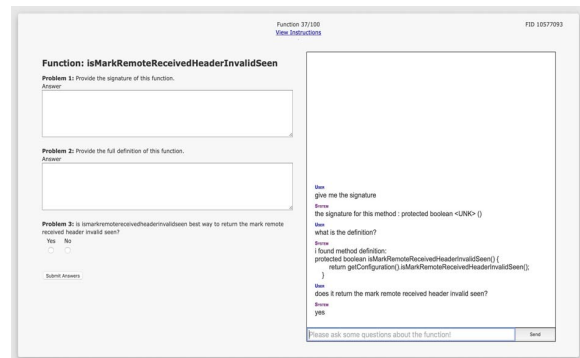 Function 37/100
View Instructions
FID 10577093
Function: isMarkRemoteReceivedHeaderInvalidSeen
Problem 1: Provide the signature of this function.
Answer
Problem 2: Provide the full definition of this function.
Answer
Problem 3: is ismarkremotereceivedheaderinvalidseen best way to return the mark remote
received header invalid seen?
Yes No
Submit Answers
User
give me the signature
System
the signature for this method : protected boolean <UNK> ()
User
what is the definition?
System
i found method definition:
protected boolean isMarkRemoteReceivedHeaderInvalidSeen() {
return getConfiguration().isMarkRemoteReceivedHeaderInvalidSeen();
}
User
does it return the mark remote received header invalid seen?
System
yes
Please ask some questions about the function!
Send